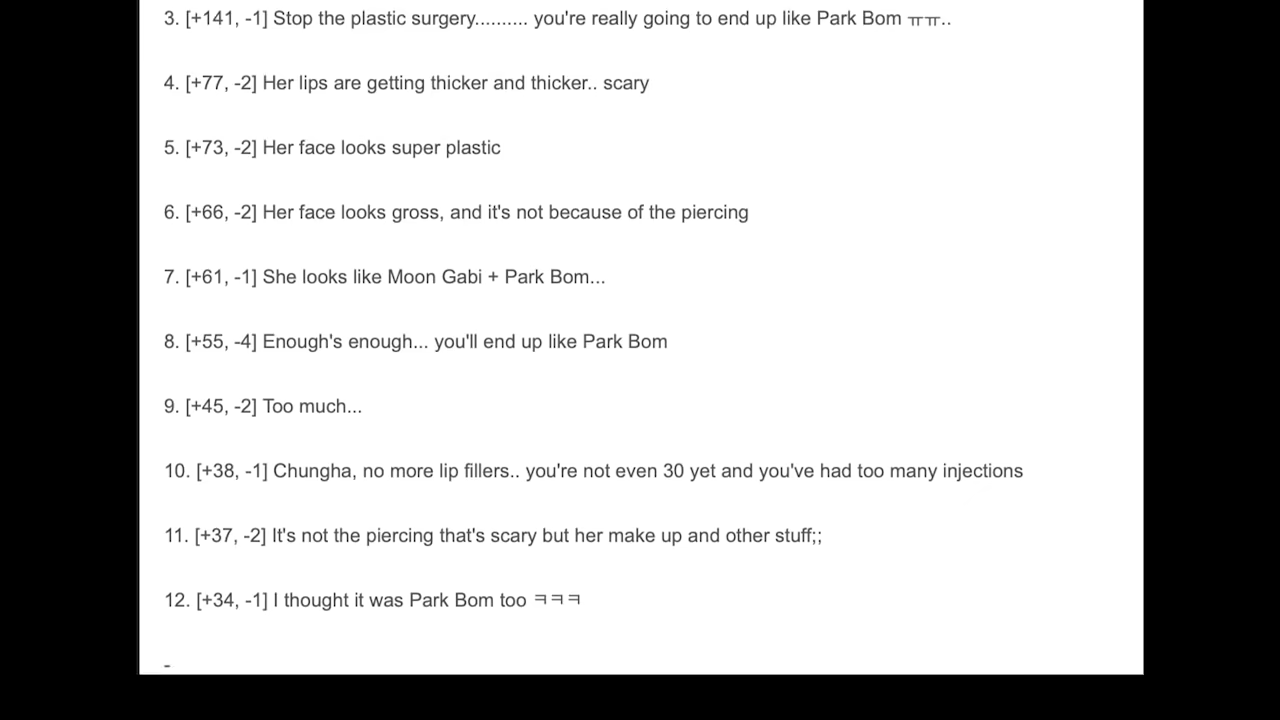 3. [+141, -1] Stop the plastic surgery.......... you're really going to end up like Park Bom ㅠㅠ..
4. [+77, -2] Her lips are getting thicker and thicker.. scary
5. [+73, -2] Her face looks super plastic
6. [+66, -2] Her face looks gross, and it's not because of the piercing
7. [+61, -1] She looks like Moon Gabi + Park Bom...
8. [+55, -4] Enough's enough... you'll end up like Park Bom
9. [+45, -2] Too much...
10. [+38, -1] Chungha, no more lip fillers.. you're not even 30 yet and you've had too many injections
11. [+37, -2] It's not the piercing that's scary but her make up and other stuff;;
12. [+34, -1] I thought it was Park Bom too ㅋㅋㅋ
-